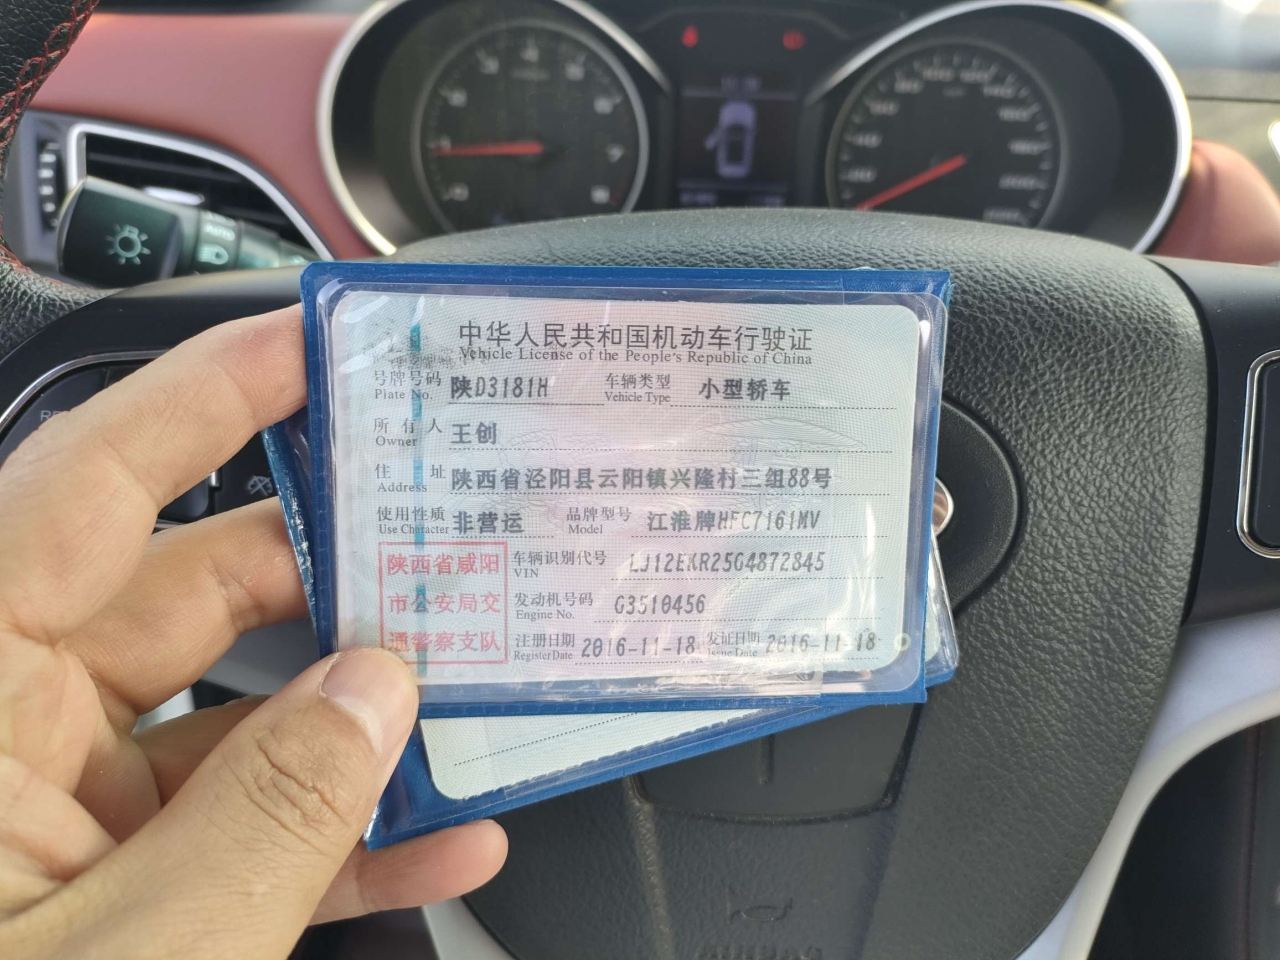 中华人民共和国机动车行驶证
Vehicle License of the People's Republic of China
号牌号码 Plate No. 陕D3181H 车辆类型 Vehicle Type 小型轿车
所有人 Owner 王创
住址 Address 陕西省泾阳县云阳镇兴隆村三组88号
使用性质 Use Character 非营运 品牌型号 Model 江淮牌HFC7161MV
陕西省咸阳
市公安局交
通警察支队
车辆识别代号 VIN LJ12EKR25G4872845
发动机号码 Engine No. G3510456
注册日期 Register Date 2016-11-18 发证日期 Issue Date 2016-11-18
AUTO